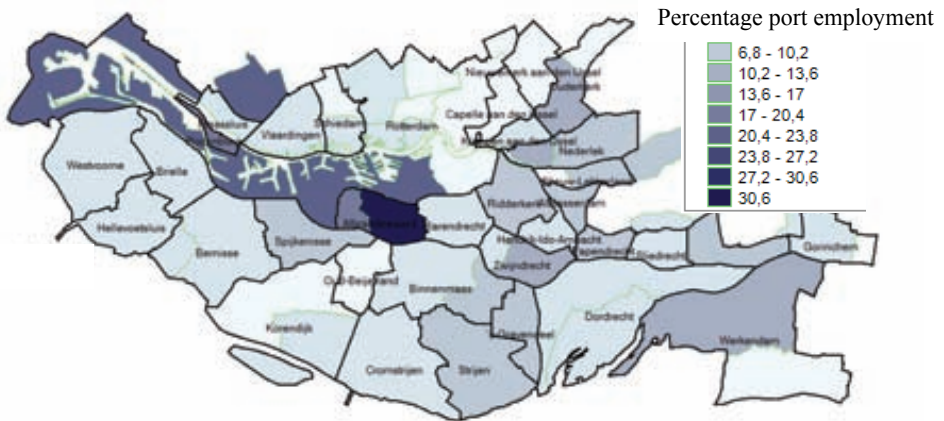 Percentage port employment
6,8 - 10,2
10,2 - 13,6
13,6 - 17
17 - 20,4
20,4 - 23,8
23,8 - 27,2
27,2 - 30,6
30,6
Vlaardingen
Schiedam
Rotterdam
Capelle aan den IJssel
Nederlek
Westvoorne
Brielle
Hellevoetsluis
Bernisse
Spijkenisse
Barendrecht
Ridderkerk
Zwijndrecht
Papendrecht
Sliedrecht
Gorinchem
Oud-Beijerland
Binnenmaas
Korendijk
Cromstrijen
Strijen
Dordrecht
Werkendam